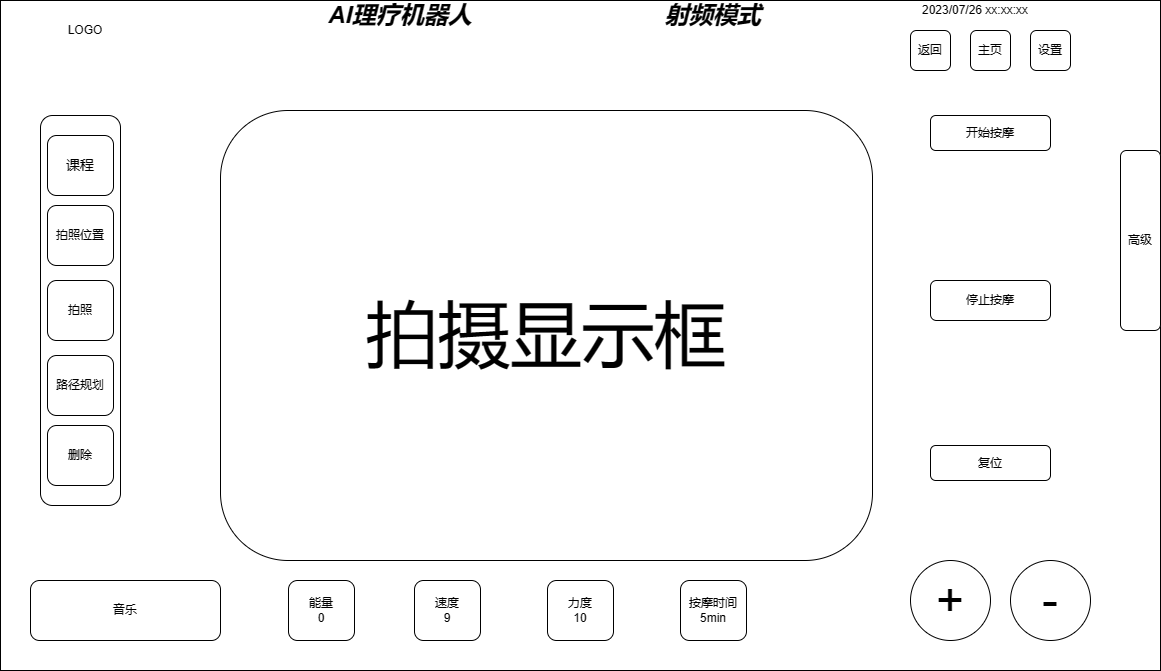 LOGO
AI理疗机器人
射频模式
2023/07/26 xx:xx:xx
返回
主页
设置
课程
拍照位置
拍照
路径规划
删除
拍摄显示框
开始按摩
停止按摩
复位
高级
音乐
能量
0
速度
9
力度
10
按摩时间
5min
+
-